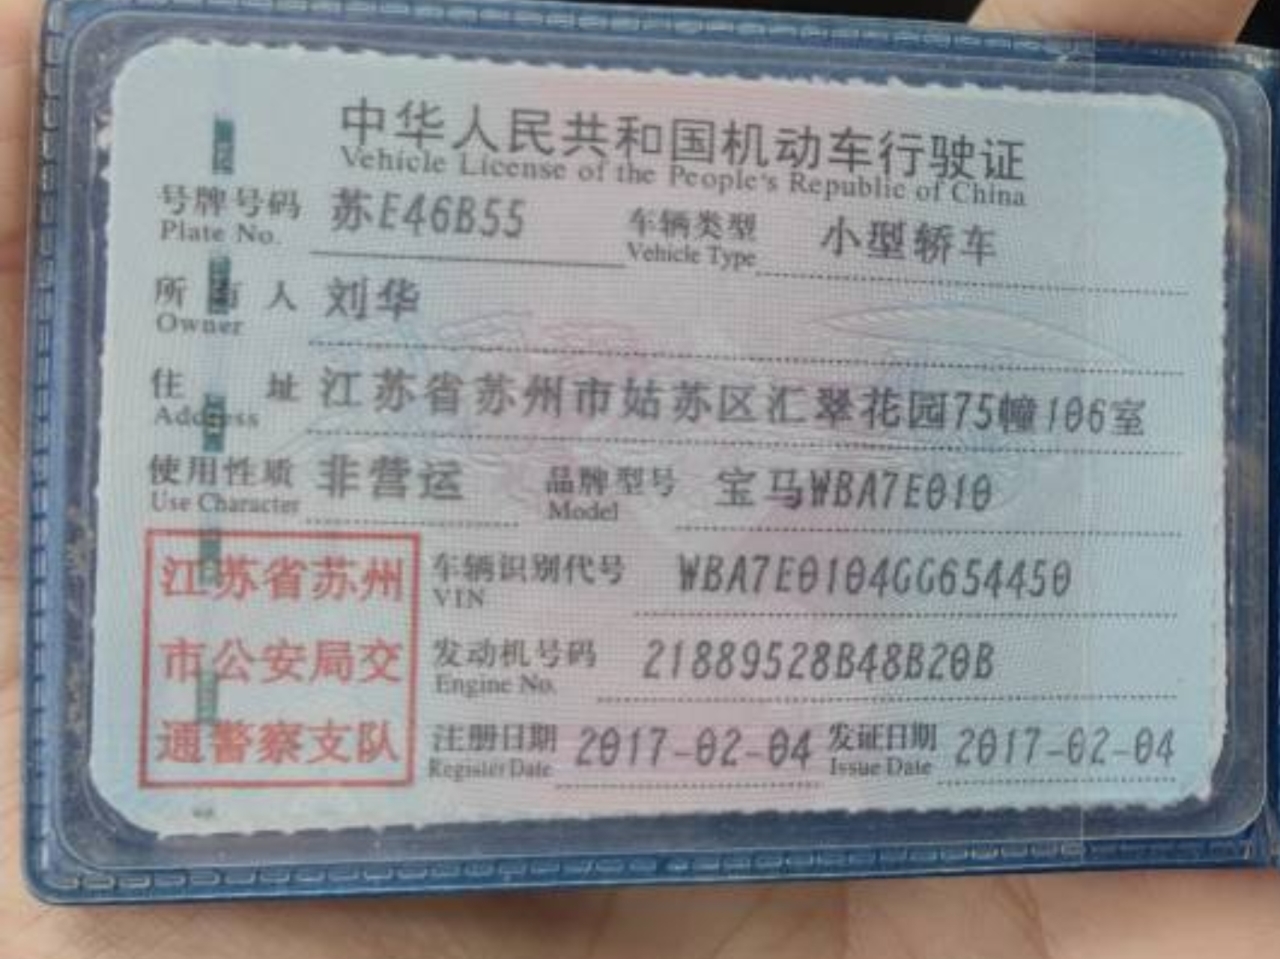 中华人民共和国机动车行驶证
Vehicle License of the People's Republic of China
号牌号码 苏E46B55 车辆类型 小型轿车
Plate No. Vehicle Type
所有人 刘华
Owner
住址 江苏省苏州市姑苏区汇翠花园75幢106室
Address
使用性质 非营运 品牌型号 宝马WBA7E010
Use Character Model
车辆识别代号 WBA7E0104GG654450
VIN
发动机号码 21889528B48B20B
Engine No.
注册日期 2017-02-04 发证日期 2017-02-04
Register Date Issue Date
江苏省苏州
市公安局交
通警察支队